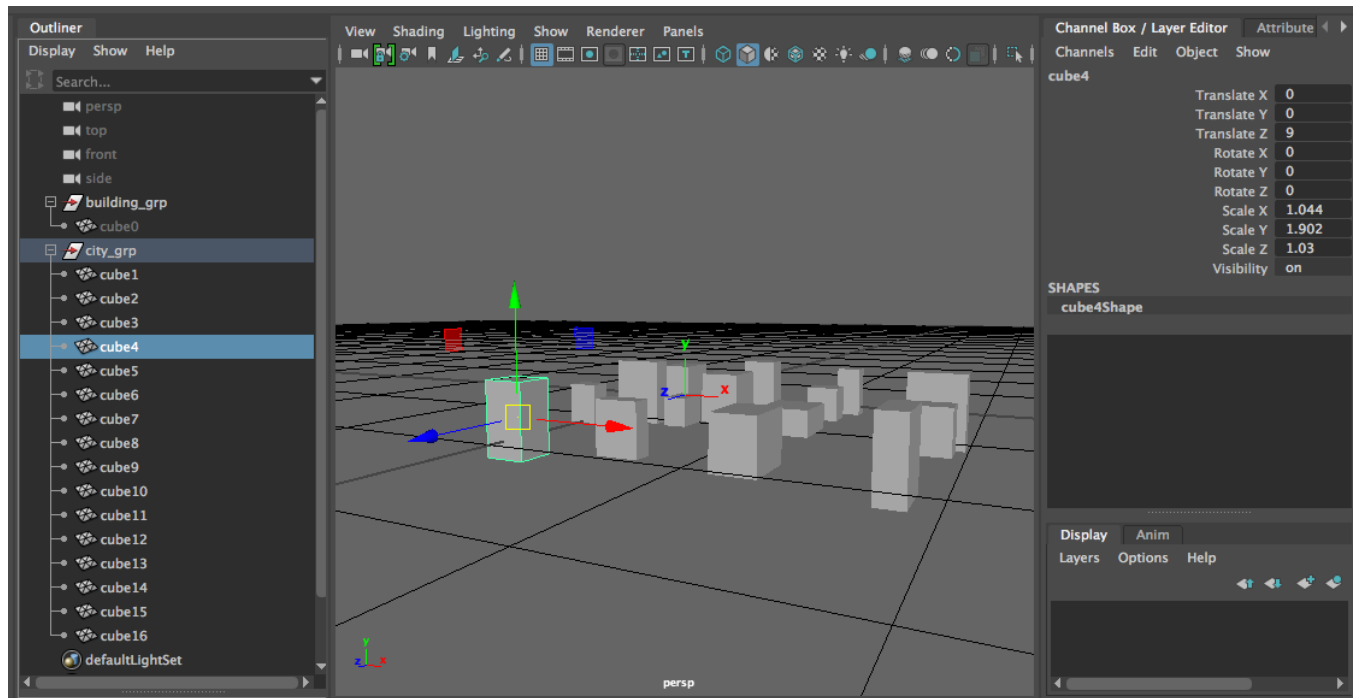 Outliner
Display Show Help
Search...
persp
top
front
side
building_grp
cube0
city_grp
cube1
cube2
cube3
cube4
cube5
cube6
cube7
cube8
cube9
cube10
cube11
cube12
cube13
cube14
cube15
cube16
defaultLightSet
View Shading Lighting Show Renderer Panels
T
y
z x
y
z x
persp
Channel Box / Layer Editor Attribute
Channels Edit Object Show
cube4
Translate X 0
Translate Y 0
Translate Z 9
Rotate X 0
Rotate Y 0
Rotate Z 0
Scale X 1.044
Scale Y 1.902
Scale Z 1.03
Visibility on
SHAPES
cube4Shape
Display Anim
Layers Options Help